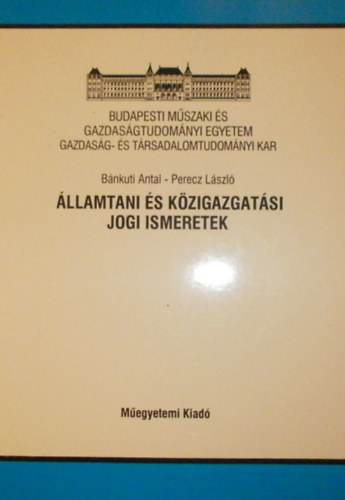 BUDAPESTI MŰSZAKI ÉS
GAZDASÁGTUDOMÁNYI EGYETEM
GAZDASÁG- ÉS TÁRSADALOMTUDOMÁNYI KAR
Bánkuti Antal - Perecz László
ÁLLAMTANI ÉS KÖZIGAZGATÁSI
JOGI ISMERETEK
Műegyetemi Kiadó